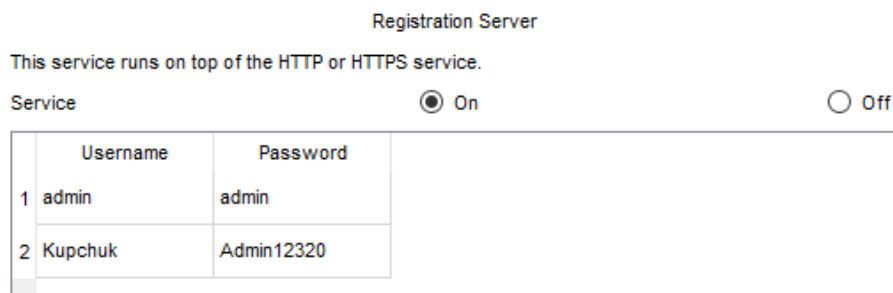 Registration Server
This service runs on top of the HTTP or HTTPS service.
Service On Off
Username Password
1 admin admin
2 Kupchuk Admin12320